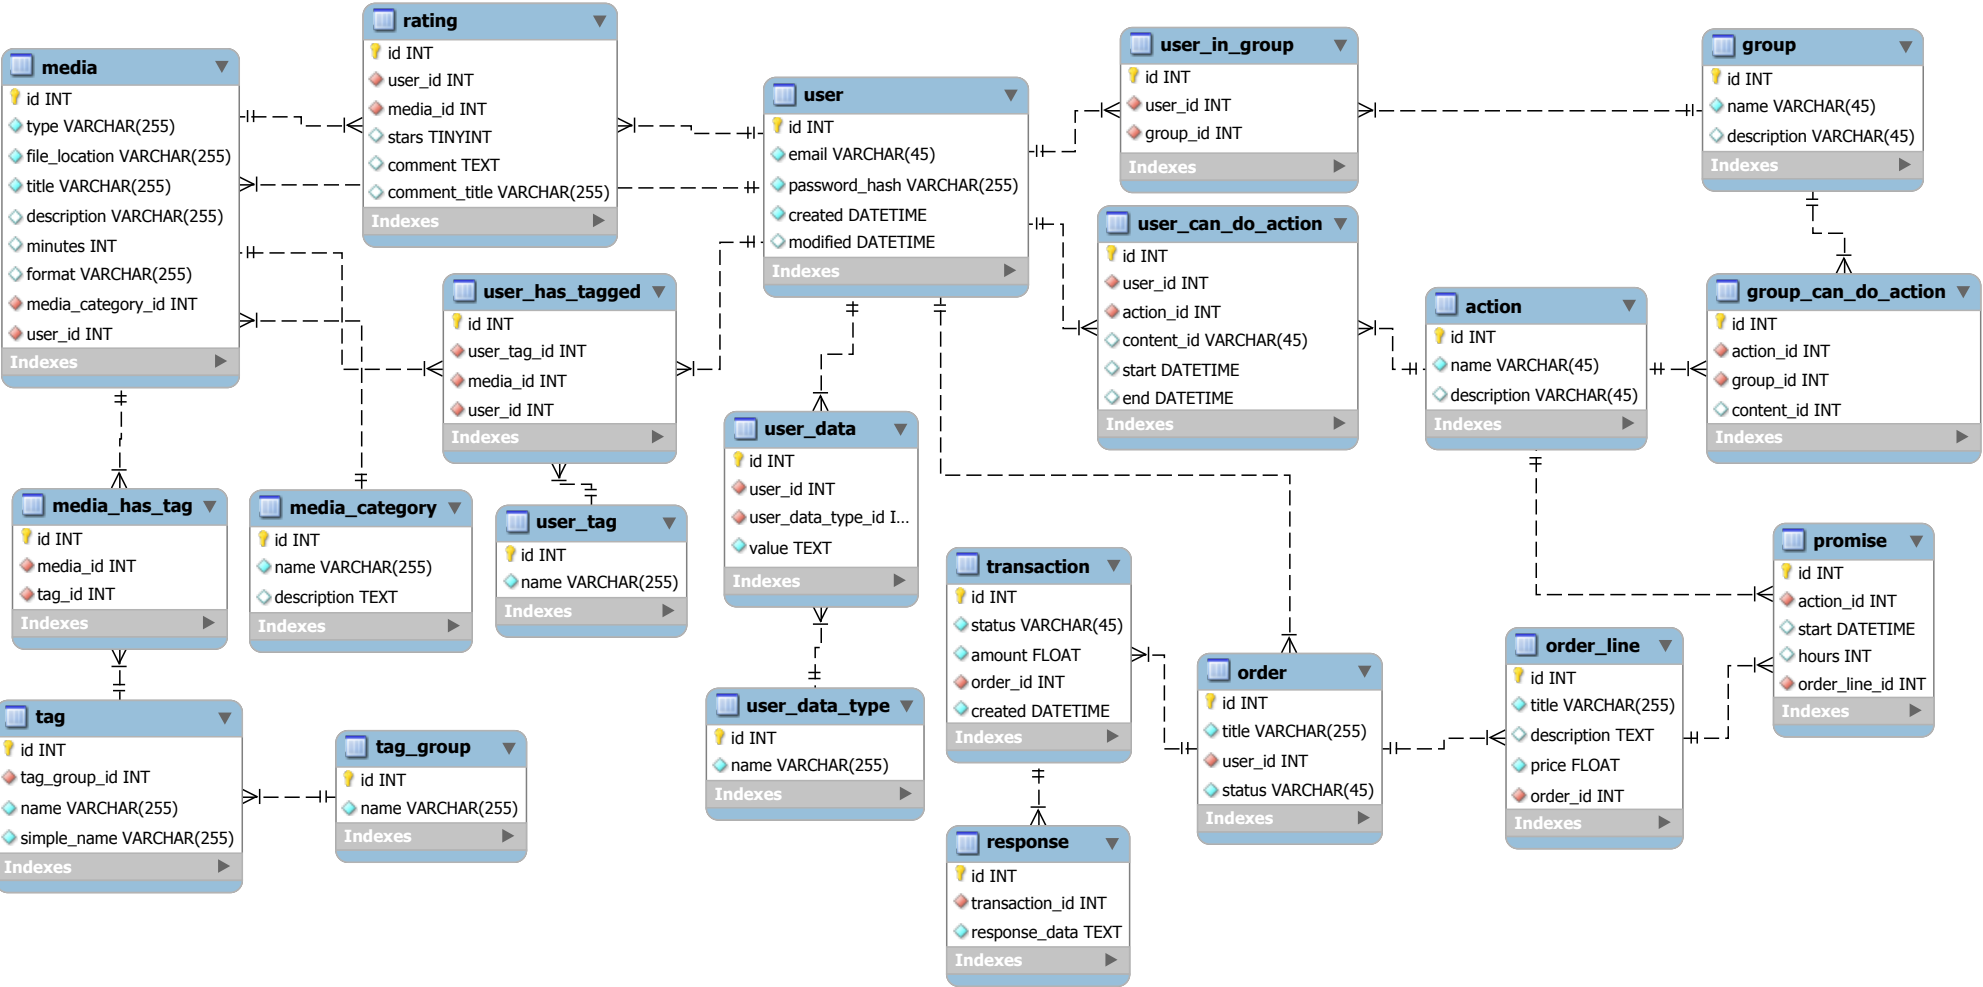 rating
id INT
user_id INT
media_id INT
stars TINYINT
comment TEXT
comment_title VARCHAR(255)
Indexes
media
id INT
type VARCHAR(255)
file_location VARCHAR(255)
title VARCHAR(255)
description VARCHAR(255)
minutes INT
format VARCHAR(255)
media_category_id INT
user_id INT
Indexes
user
id INT
email VARCHAR(45)
password_hash VARCHAR(255)
created DATETIME
modified DATETIME
Indexes
user_in_group
id INT
user_id INT
group_id INT
Indexes
group
id INT
name VARCHAR(45)
description VARCHAR(45)
Indexes
user_can_do_action
id INT
user_id INT
action_id INT
content_id VARCHAR(45)
start DATETIME
end DATETIME
Indexes
action
id INT
name VARCHAR(45)
description VARCHAR(45)
Indexes
group_can_do_action
id INT
action_id INT
group_id INT
content_id INT
Indexes
user_has_tagged
id INT
user_tag_id INT
media_id INT
user_id INT
Indexes
user_data
id INT
user_id INT
user_data_type_id I...
value TEXT
Indexes
media_has_tag
id INT
media_id INT
tag_id INT
Indexes
media_category
id INT
name VARCHAR(255)
description TEXT
Indexes
user_tag
id INT
name VARCHAR(255)
Indexes
transaction
id INT
status VARCHAR(45)
amount FLOAT
order_id INT
created DATETIME
Indexes
promise
id INT
action_id INT
start DATETIME
hours INT
order_line_id INT
Indexes
order
id INT
title VARCHAR(255)
user_id INT
status VARCHAR(45)
Indexes
order_line
id INT
title VARCHAR(255)
description TEXT
price FLOAT
order_id INT
Indexes
tag
id INT
tag_group_id INT
name VARCHAR(255)
simple_name VARCHAR(255)
Indexes
tag_group
id INT
name VARCHAR(255)
Indexes
user_data_type
id INT
name VARCHAR(255)
Indexes
response
id INT
transaction_id INT
response_data TEXT
Indexes